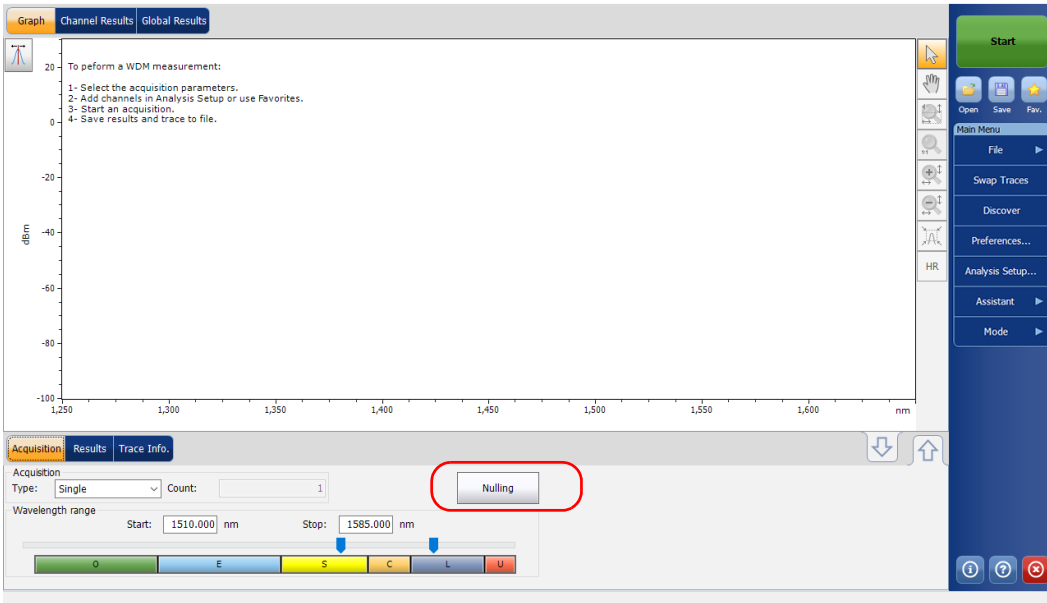 Graph Channel Results Global Results
Start
20
To peform a WDM measurement:
1- Select the acquisition parameters.
2- Add channels in Analysis Setup or use Favorites.
3- Start an acquisition.
4- Save results and trace to file.
0
-20
-40
-60
-80
-100
dBm
1,250 1,300 1,350 1,400 1,450 1,500 1,550 1,600 nm
1:1
HR
Open Save Fav.
Main Menu
File
Swap Traces
Discover
Preferences...
Analysis Setup...
Assistant
Mode
Acquisition Results Trace Info.
Acquisition
Type: Single Count: 1
Nulling
Wavelength range
Start: 1510.000 nm Stop: 1585.000 nm
O E S C L U